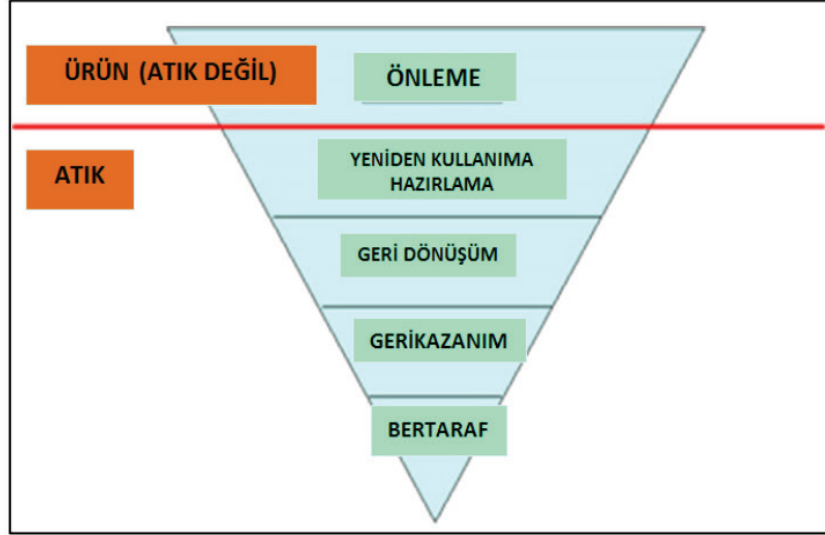 ÜRÜN (ATIK DEĞİL)
ÖNLEME
ATIK
YENİDEN KULLANIMA
HAZIRLAMA
GERİ DÖNÜŞÜM
GERİKAZANIM
BERTARAF